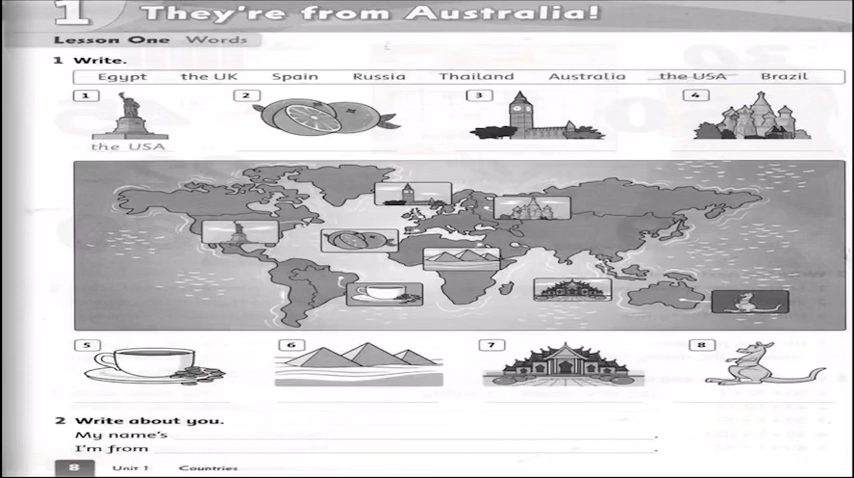 1 They're from Australia!
Lesson One Words
1 Write.
Egypt the UK Spain Russia Thailand Australia the USA Brazil
1 2 3 4
the USA
5 6 7 8
2 Write about you.
My name's .
I'm from .
8 Unit 1 Countries